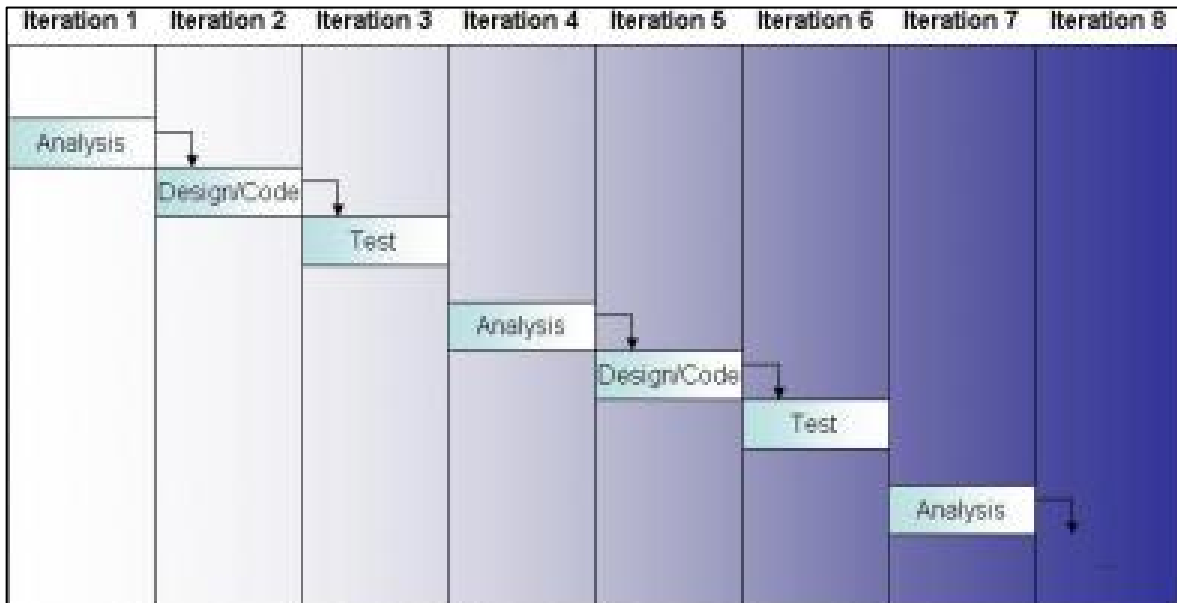 Iteration 1 Iteration 2 Iteration 3 Iteration 4 Iteration 5 Iteration 6 Iteration 7 Iteration 8
Analysis
Design/Code
Test
Analysis
Design/Code
Test
Analysis
...